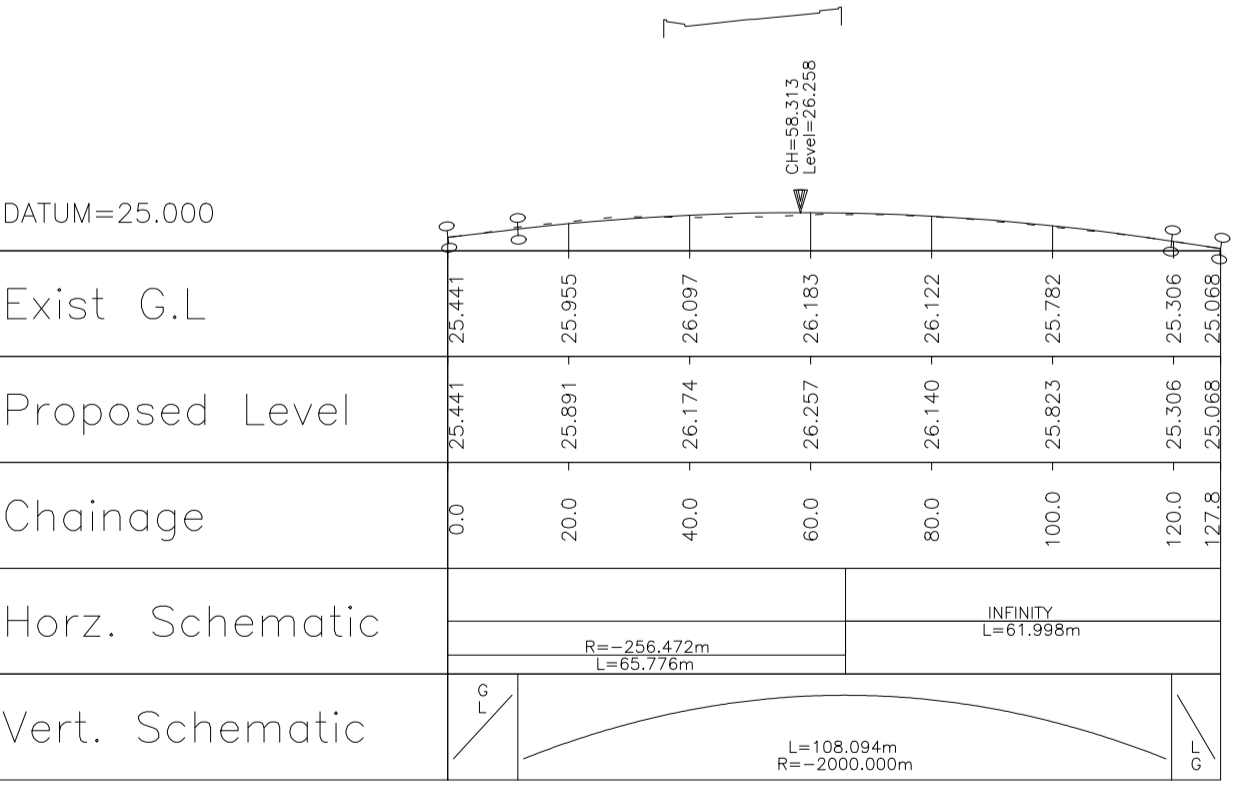 CH=58.313
Level=26.258
DATUM=25.000
Exist G.L
25.441 25.955 26.097 26.183 26.122 25.782 25.306 25.068
Proposed Level
25.441 25.891 26.174 26.257 26.140 25.823 25.306 25.068
Chainage
0.0 20.0 40.0 60.0 80.0 100.0 120.0 127.8
Horz. Schematic
R=-256.472m
L=65.776m
INFINITY
L=61.998m
Vert. Schematic
G
L
L=108.094m
R=-2000.000m
L
G